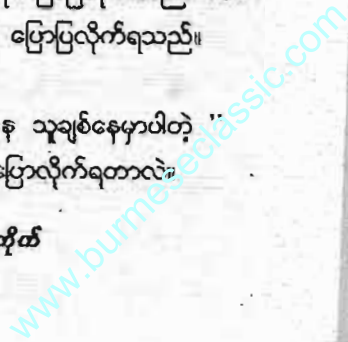 ပြောပြလိုက်ရသည်။
န သူချစ်နေမှာပါတဲ့ "
ပြောလိုက်ရတာလဲ။
www.burmeseclassic.com